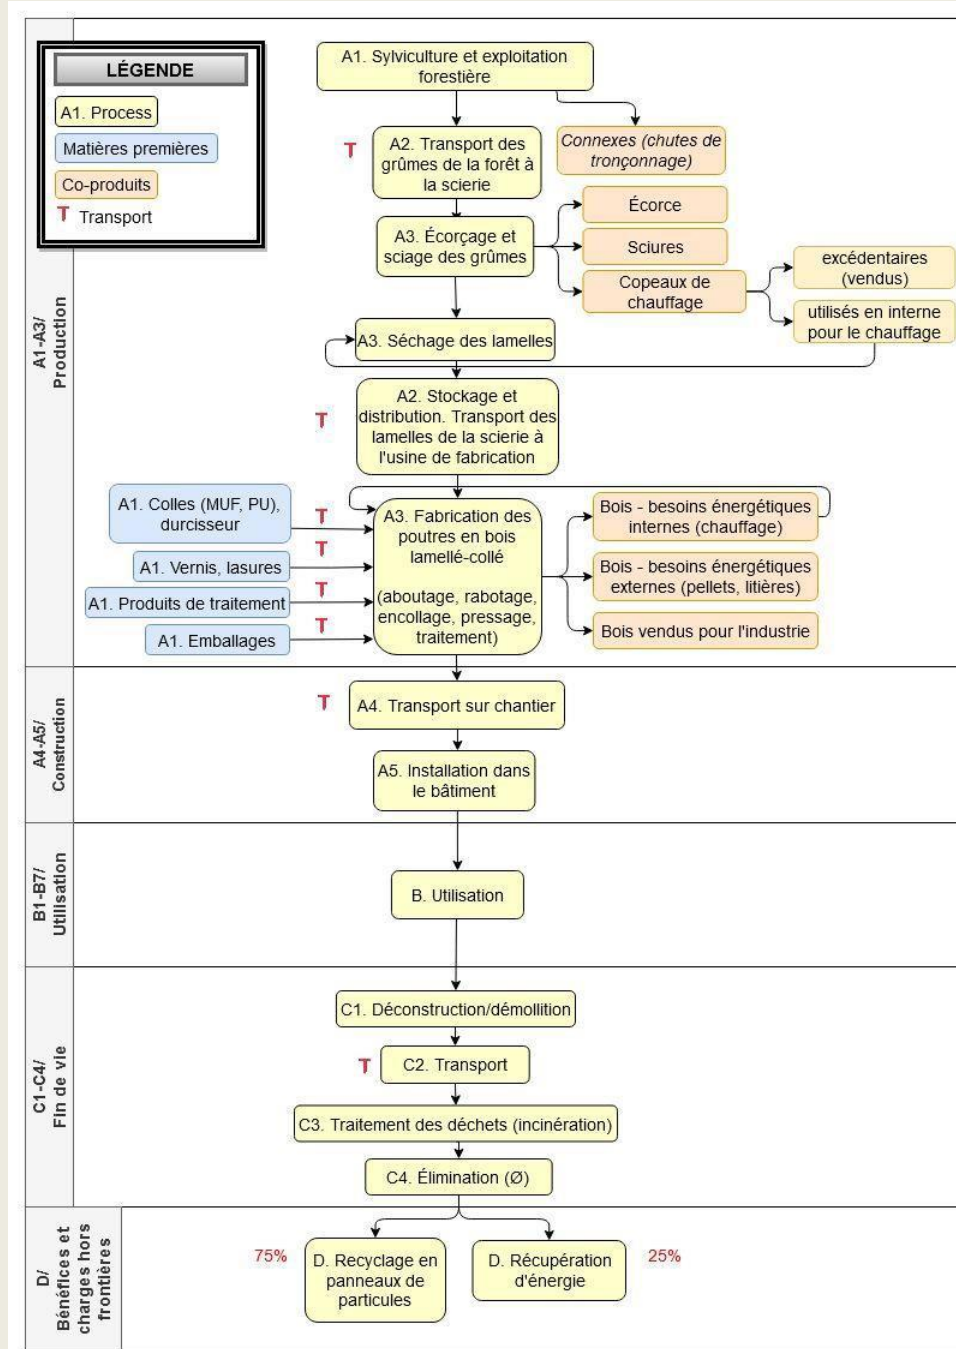 LÉGENDE
A1. Process
Matières premières
Co-produits
T Transport
A1-A3/
Production
A1. Sylviculture et exploitation
forestière
T
A2. Transport des
grûmes de la forêt à
la scierie
Connexes (chutes de
tronçonnage)
A3. Écorçage et
sciage des grûmes
Écorce
Sciures
Copeaux de
chauffage
excédentaires
(vendus)
utilisés en interne
pour le chauffage
A3. Séchage des lamelles
T
A2. Stockage et
distribution. Transport des
lamelles de la scierie à
l'usine de fabrication
A1. Colles (MUF, PU),
durcisseur
T
A1. Vernis, lasures
T
A1. Produits de traitement
T
A1. Emballages
T
A3. Fabrication des
poutres en bois
lamellé-collé
(aboutage, rabotage,
encollage, pressage,
traitement)
Bois - besoins énergétiques
internes (chauffage)
Bois - besoins énergétiques
externes (pellets, litières)
Bois vendus pour l'industrie
A4-A5/
Construction
T
A4. Transport sur chantier
A5. Installation dans
le bâtiment
B1-B7/
Utilisation
B. Utilisation
C1-C4/
Fin de vie
C1. Déconstruction/démollition
T
C2. Transport
C3. Traitement des déchets (incinération)
C4. Élimination (Ø)
D/
Bénéfices et
charges hors
frontières
75%
D. Recyclage en
panneaux de
particules
D. Récupération
d'énergie
25%